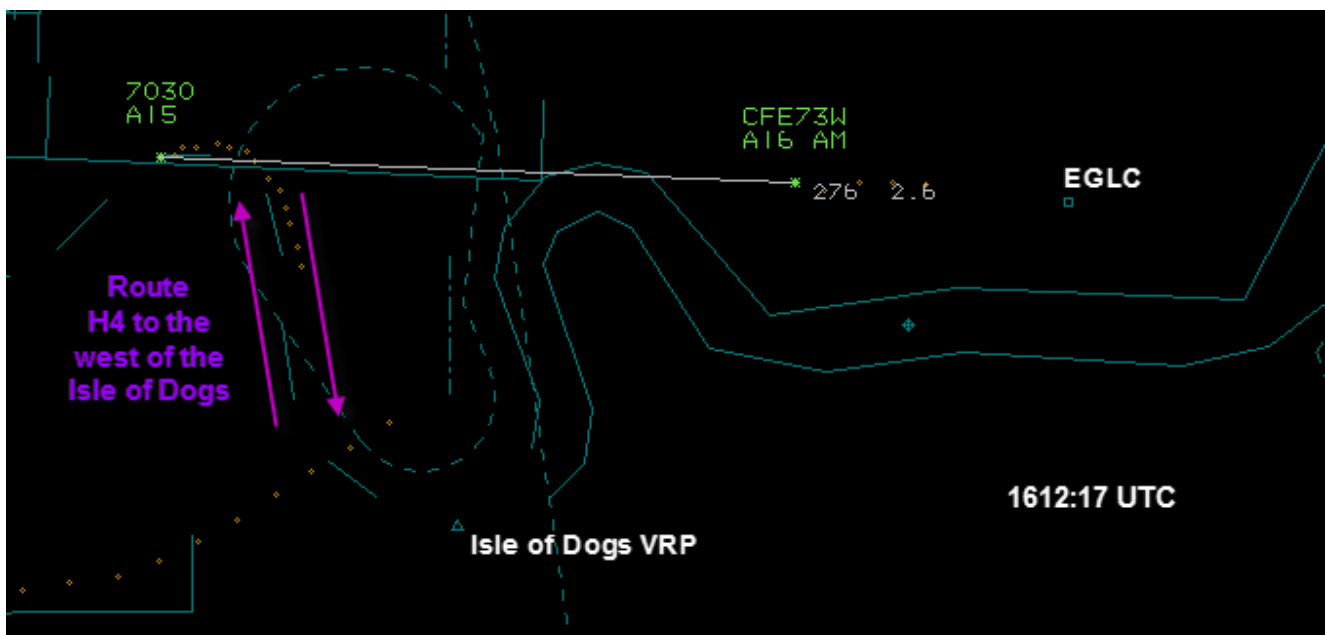 7030
A15
CFE73W
A16 AM
276° 2.6
EGLC
Route
H4 to the
west of the
Isle of Dogs
1612:17 UTC
Isle of Dogs VRP